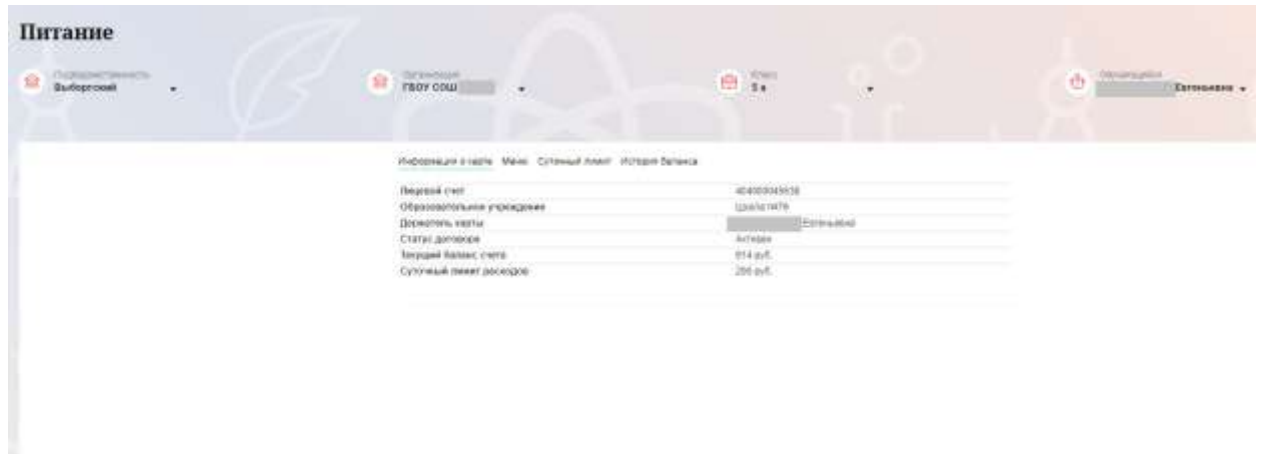 Питание
Подведомственность
Выборгский
Организация
ГБОУ СОШ
Класс
5 а
Обучающийся
Евгеньевна
Информация о карте Меню Суточный лимит История баланса
Лицевой счет
Образовательное учреждение
Держатель карты Евгеньевна
Статус договора Активен
Текущий баланс счета 614 руб.
Суточный лимит расходов руб.